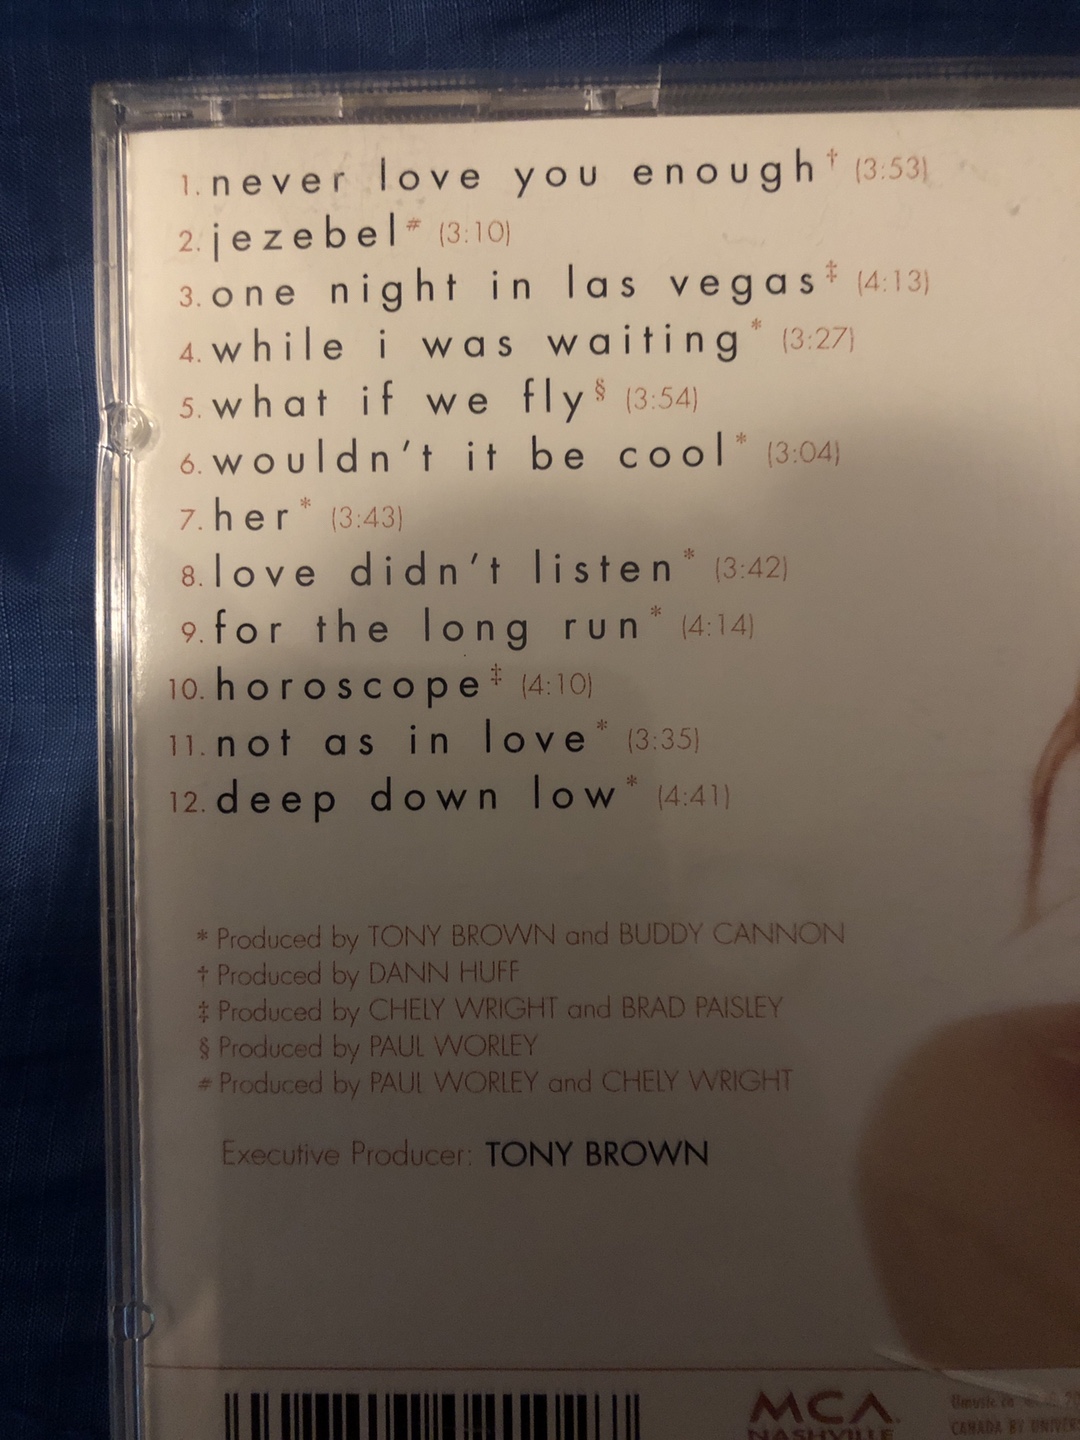 1. never love you enough† (3:53)
2. jezebel# (3:10)
3. one night in las vegas‡ (4:13)
4. while i was waiting* (3:27)
5. what if we fly§ (3:54)
6. wouldn't it be cool* (3:04)
7. her* (3:43)
8. love didn't listen* (3:42)
9. for the long run* (4:14)
10. horoscope‡ (4:10)
11. not as in love* (3:35)
12. deep down low* (4:41)
* Produced by TONY BROWN and BUDDY CANNON
† Produced by DANN HUFF
‡ Produced by CHELY WRIGHT and BRAD PAISLEY
§ Produced by PAUL WORLEY
# Produced by PAUL WORLEY and CHELY WRIGHT
Executive Producer: TONY BROWN
MCA
NASHVILLE
CANADA BY